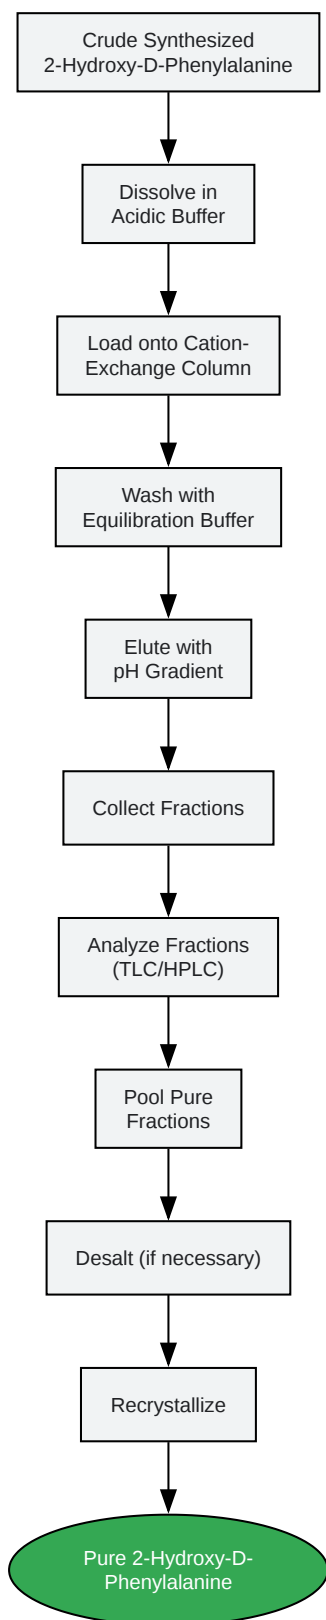 Crude Synthesized
2-Hydroxy-D-Phenylalanine
Dissolve in
Acidic Buffer
Load onto Cation-
Exchange Column
Wash with
Equilibration Buffer
Elute with
pH Gradient
Collect Fractions
Analyze Fractions
(TLC/HPLC)
Pool Pure
Fractions
Desalt (if necessary)
Recrystallize
Pure 2-Hydroxy-D-
Phenylalanine